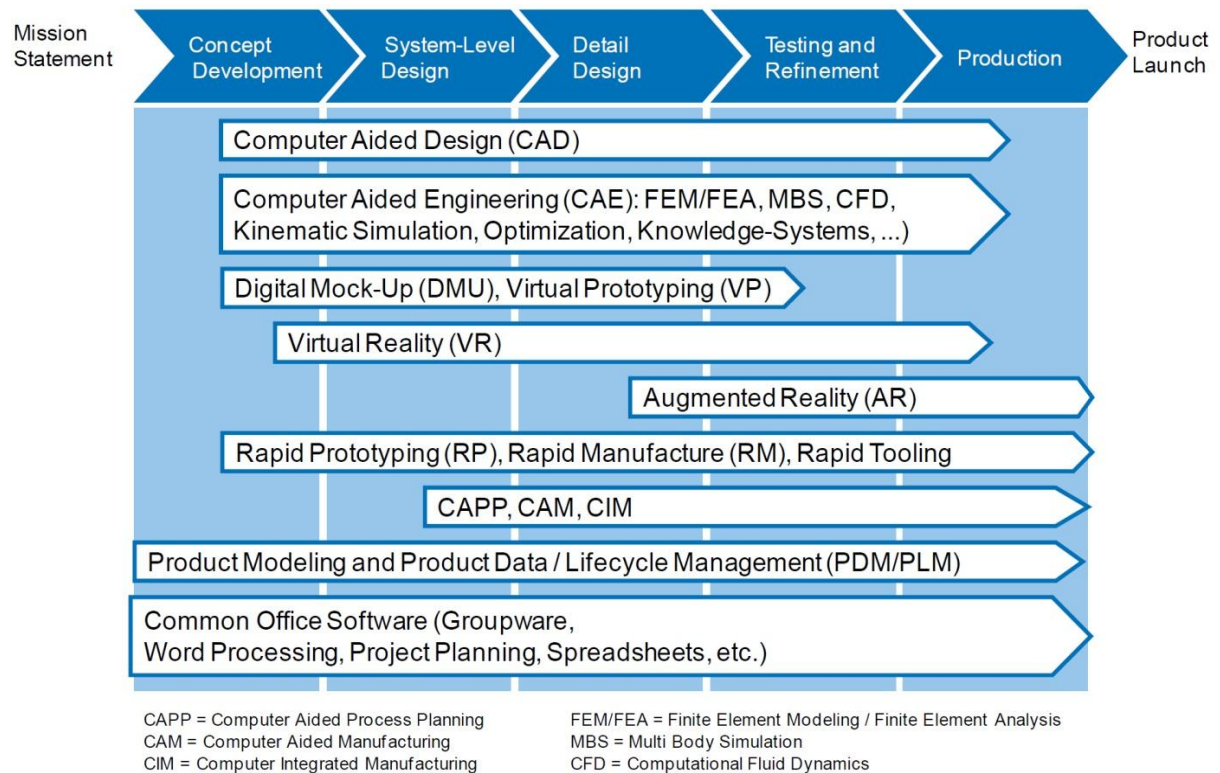 Mission
Statement
Concept
Development
System-Level
Design
Detail
Design
Testing and
Refinement
Production
Product
Launch
Computer Aided Design (CAD)
Computer Aided Engineering (CAE): FEM/FEA, MBS, CFD,
Kinematic Simulation, Optimization, Knowledge-Systems, ...)
Digital Mock-Up (DMU), Virtual Prototyping (VP)
Virtual Reality (VR)
Augmented Reality (AR)
Rapid Prototyping (RP), Rapid Manufacture (RM), Rapid Tooling
CAPP, CAM, CIM
Product Modeling and Product Data / Lifecycle Management (PDM/PLM)
Common Office Software (Groupware,
Word Processing, Project Planning, Spreadsheets, etc.)
CAPP = Computer Aided Process Planning
CAM = Computer Aided Manufacturing
CIM = Computer Integrated Manufacturing
FEM/FEA = Finite Element Modeling / Finite Element Analysis
MBS = Multi Body Simulation
CFD = Computational Fluid Dynamics